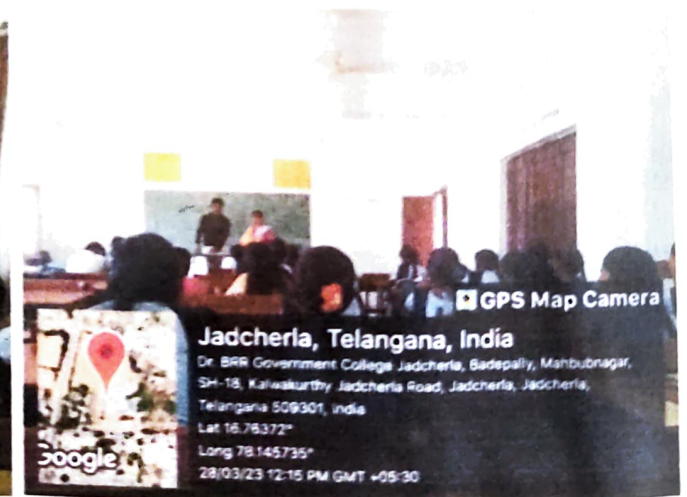 GPS Map Camera
Jadcherla, Telangana, India
Dr. BRR Government College Jadcherla, Badepally, Mahbubnagar,
SH-18, Kalwakurthy Jadcherla Road, Jadcherla, Jadcherla,
Telangana 509301, India
Lat 16.76372°
Long 78.145735°
28/03/23 12:15 PM GMT +05:30
Google